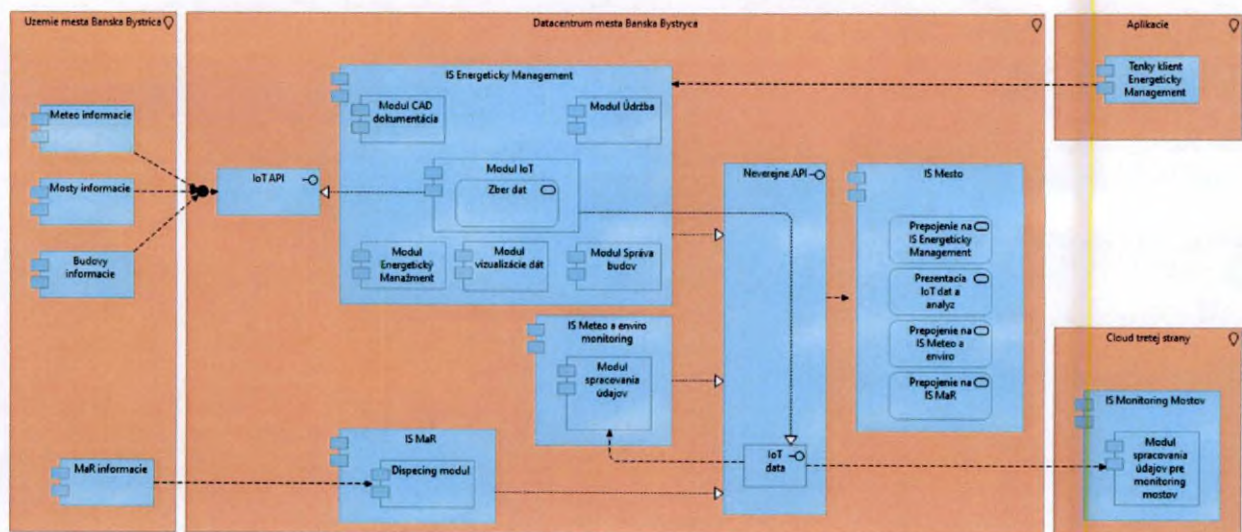 Uzemie mesta Banska Bystrica
Meteo informacie
Mosty informacie
Budovy
informacie
MaR informacie
Datacentrum mesta Banska Bystryca
IoT API
IS Energeticky Management
Modul CAD
dokumentácia
Modul Údržba
Modul IoT
Zber dat
Modul
Energetický
Manažment
Modul
vizualizácie dát
Modul Správa
budov
IS Meteo a enviro
monitoring
Modul
spracovania
údajov
IS MaR
Dispecing modul
Neverejne API
IoT
data
IS Mesto
Prepojenie na
IS Energeticky
Management
Prezentacia
IoT dat a
analyz
Prepojenie na
IS Meteo a
enviro
Prepojenie na
IS MaR
Aplikacie
Tenky klient
Energeticky
Management
Cloud tretej strany
IS Monitoring Mostov
Modul
spracovania
údajov pre
monitoring
mostov